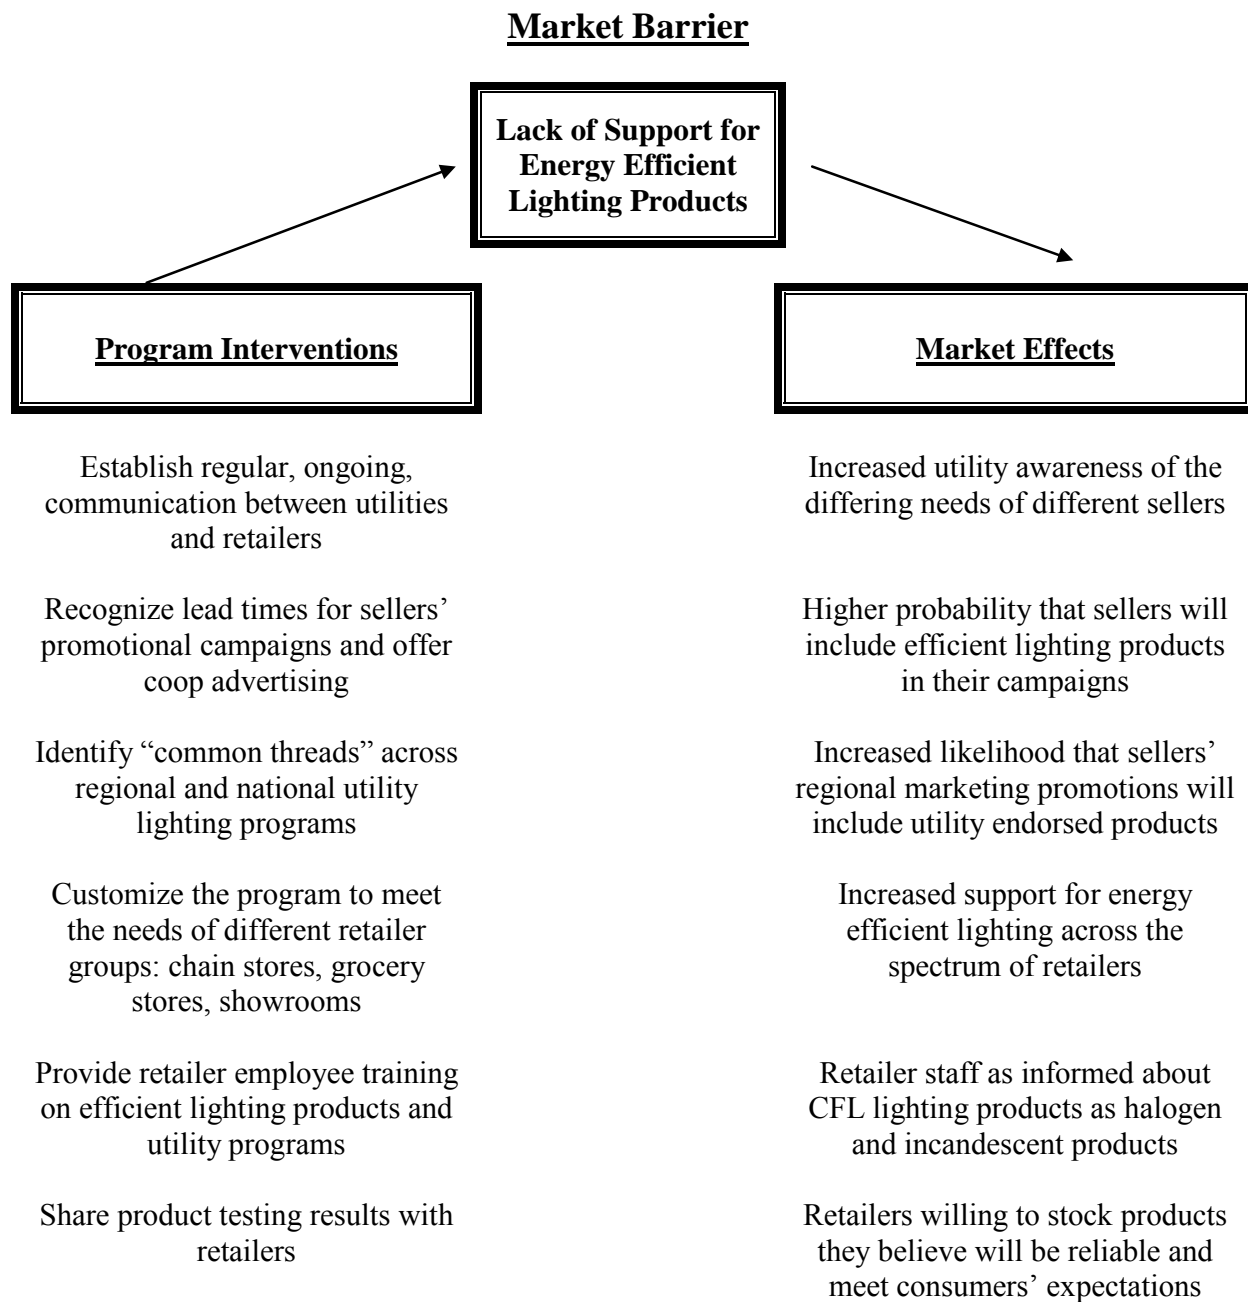 Market Barrier
Lack of Support for
Energy Efficient
Lighting Products
Program Interventions
Establish regular, ongoing,
communication between utilities
and retailers
Recognize lead times for sellers’
promotional campaigns and offer
coop advertising
Identify “common threads” across
regional and national utility
lighting programs
Customize the program to meet
the needs of different retailer
groups: chain stores, grocery
stores, showrooms
Provide retailer employee training
on efficient lighting products and
utility programs
Share product testing results with
retailers
Market Effects
Increased utility awareness of the
differing needs of different sellers
Higher probability that sellers will
include efficient lighting products
in their campaigns
Increased likelihood that sellers’
regional marketing promotions will
include utility endorsed products
Increased support for energy
efficient lighting across the
spectrum of retailers
Retailer staff as informed about
CFL lighting products as halogen
and incandescent products
Retailers willing to stock products
they believe will be reliable and
meet consumers’ expectations